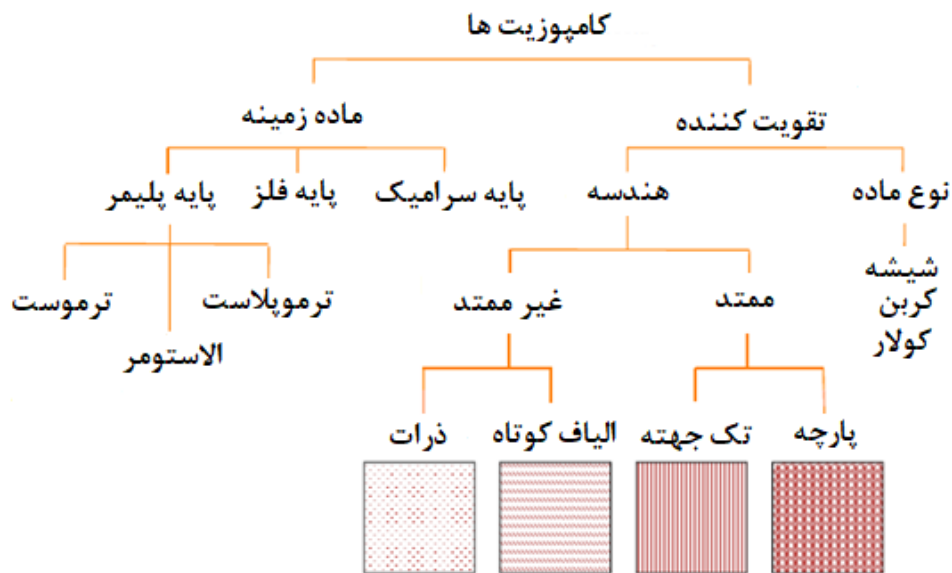 کامپوزیت ها
تقویت کننده
ماده زمینه
نوع ماده
هندسه
پایه سرامیک
پایه فلز
پایه پلیمر
شیشه
کربن
کولار
ممتد
غیر ممتد
ترموپلاست
ترموست
الاستومر
پارچه
تک جهته
الیاف کوتاه
ذرات